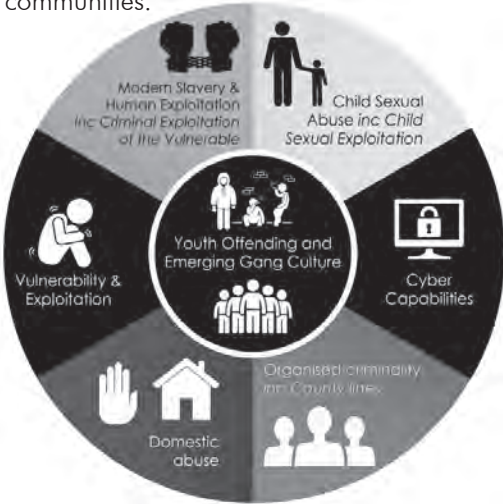 communities.
Modern Slavery &
Human Exploitation
inc Criminal Exploitation
of the Vulnerable
Child Sexual
Abuse inc Child
Sexual Exploitation
Vulnerability &
Exploitation
Youth Offending and
Emerging Gang Culture
Cyber
Capabilities
Domestic
abuse
Organised criminality
inc County lines